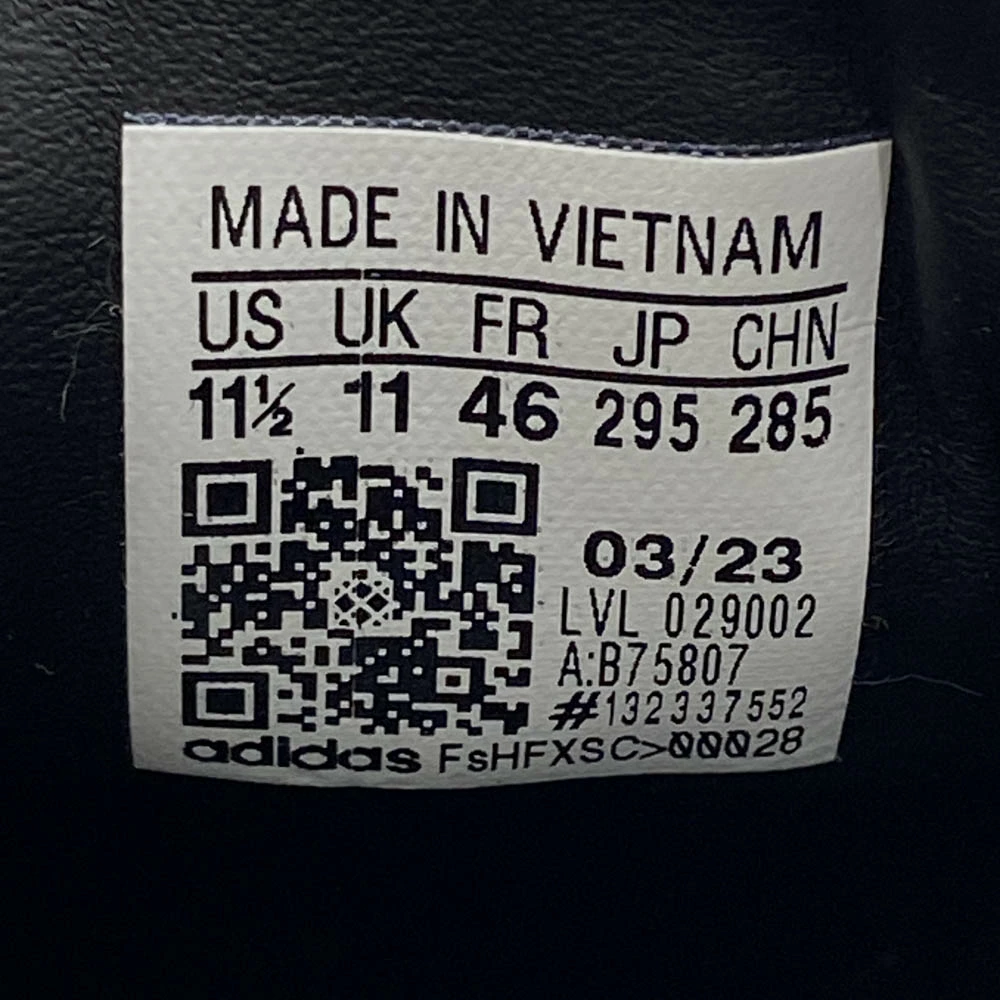 MADE IN VIETNAM
US UK FR JP CHN
11½ 11 46 295 285
03/23
LVL 029002
A:B75807
#132337552
adidas FsHFXSC>00028